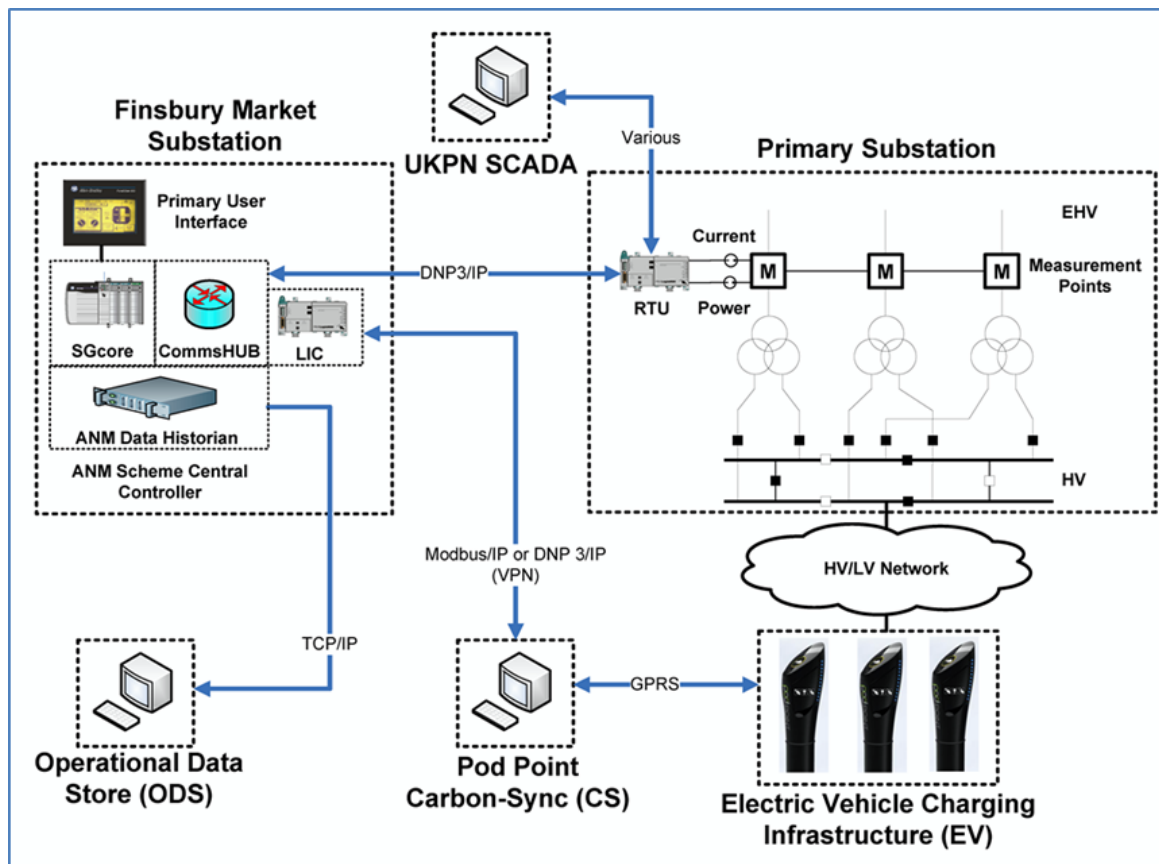 Finsbury Market
Substation
Primary User
Interface
SGcore
CommsHUB
LIC
ANM Data Historian
ANM Scheme Central
Controller
UKPN SCADA
Various
DNP3/IP
Primary Substation
EHV
Current
Power
RTU
M
M
M
Measurement
Points
HV
HV/LV Network
Modbus/IP or DNP 3/IP
(VPN)
TCP/IP
GPRS
Operational Data
Store (ODS)
Pod Point
Carbon-Sync (CS)
Electric Vehicle Charging
Infrastructure (EV)